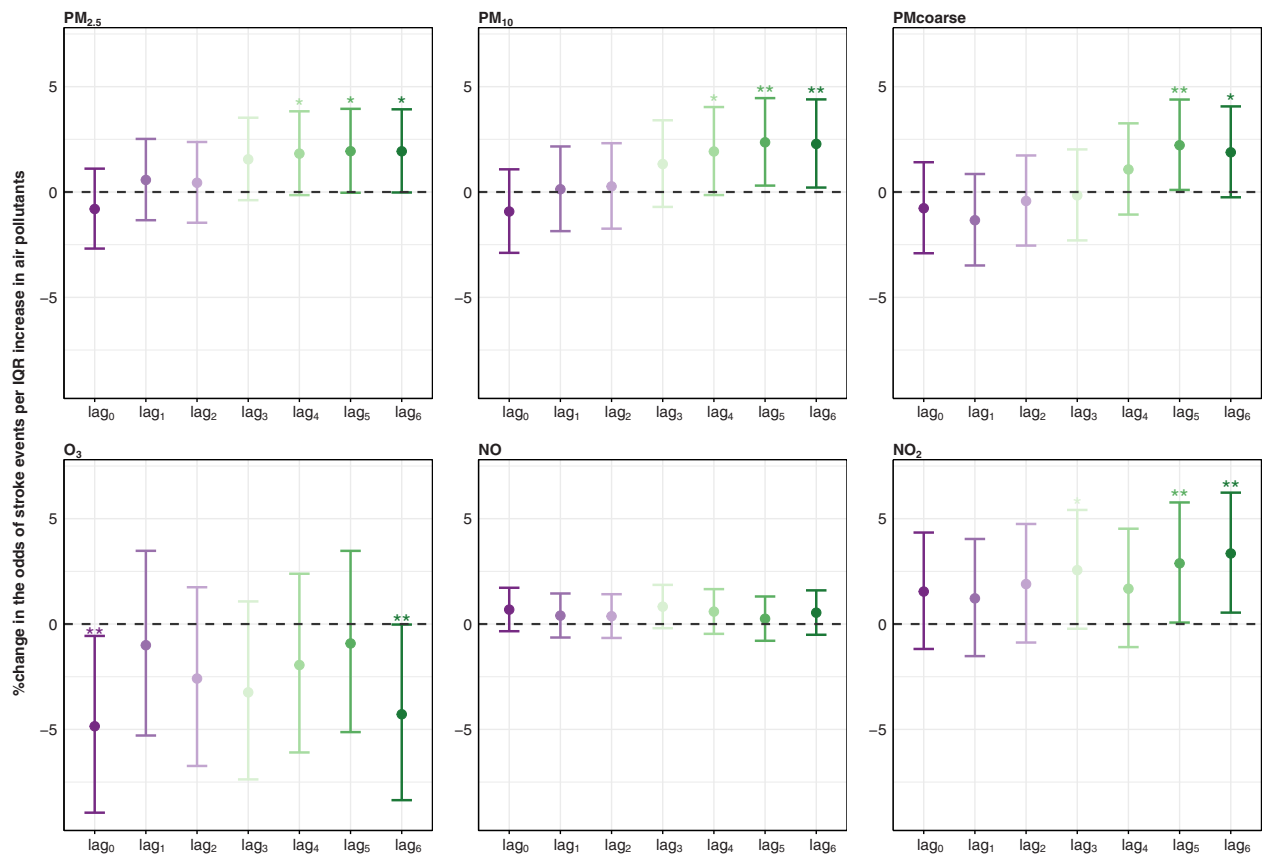 %change in the odds of stroke events per IQR increase in air pollutants
PM₂.₅
5
0
−5
* * *
lag₀ lag₁ lag₂ lag₃ lag₄ lag₅ lag₆
PM₁₀
5
0
−5
* ** **
lag₀ lag₁ lag₂ lag₃ lag₄ lag₅ lag₆
PMcoarse
5
0
−5
** *
lag₀ lag₁ lag₂ lag₃ lag₄ lag₅ lag₆
O₃
5
0
−5
** **
lag₀ lag₁ lag₂ lag₃ lag₄ lag₅ lag₆
NO
5
0
−5
lag₀ lag₁ lag₂ lag₃ lag₄ lag₅ lag₆
NO₂
5
0
−5
* ** **
lag₀ lag₁ lag₂ lag₃ lag₄ lag₅ lag₆